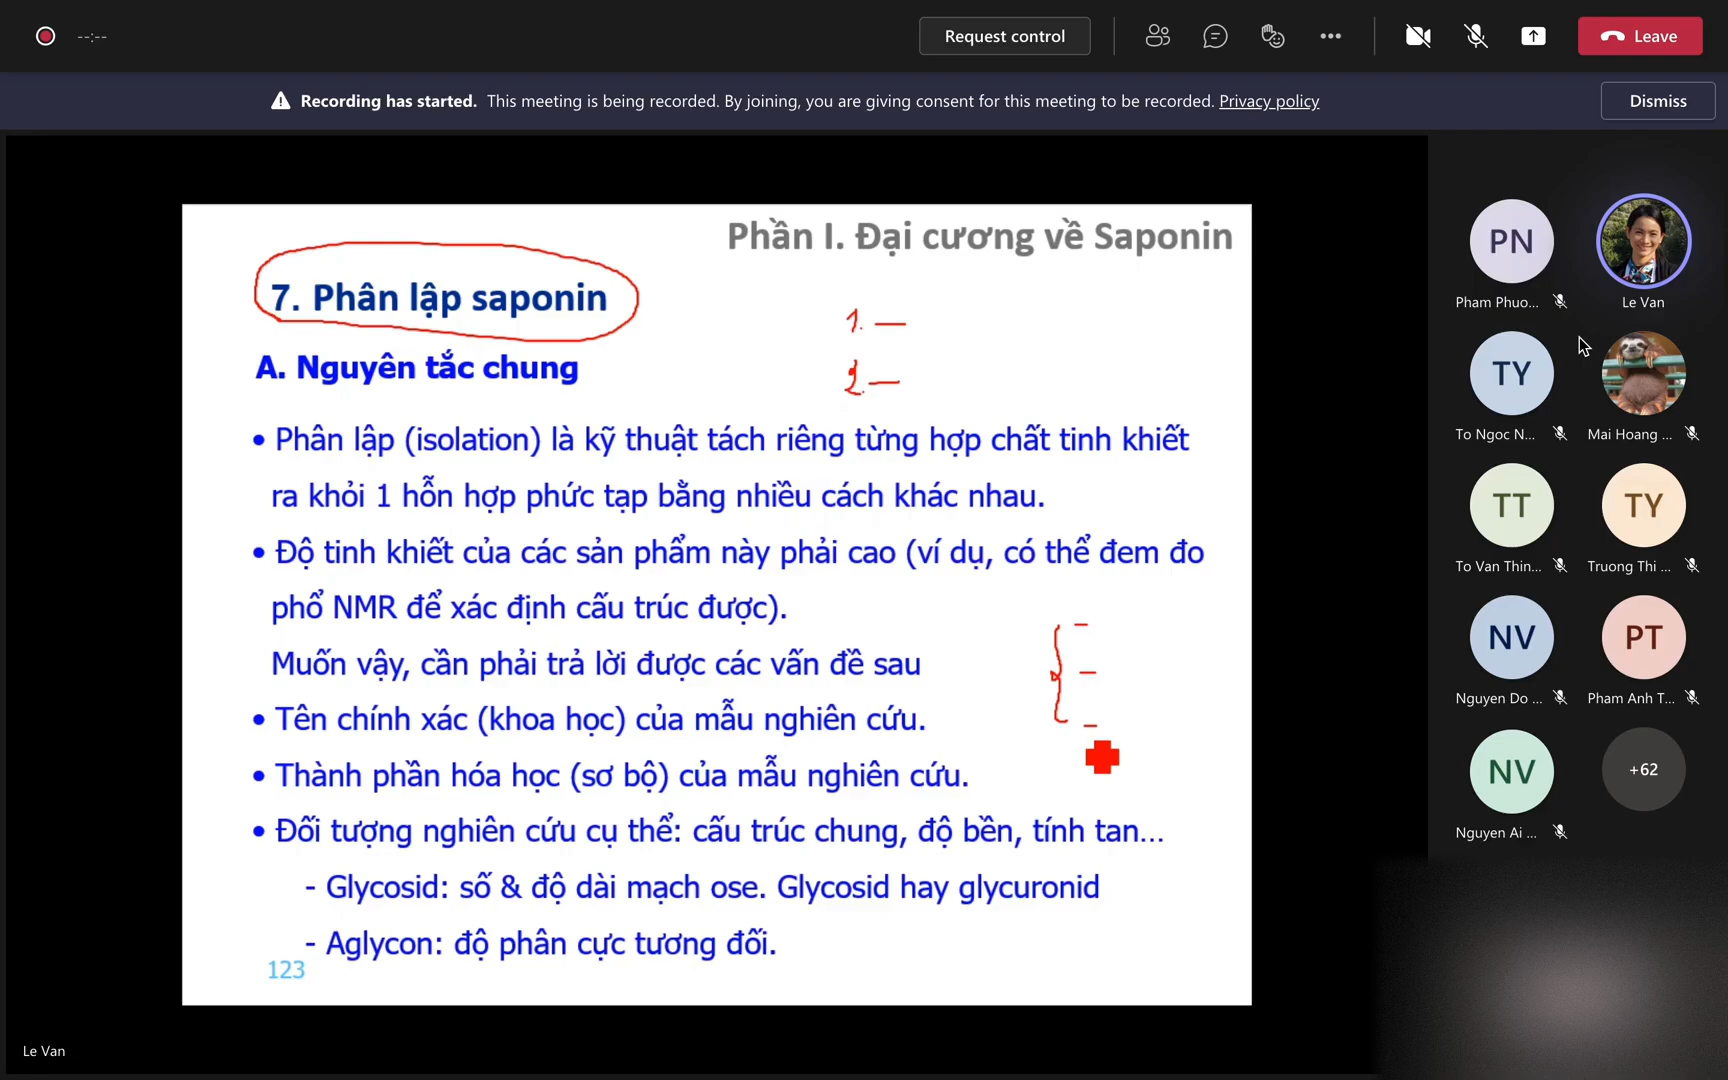 --:--
Request control
Leave
Recording has started. This meeting is being recorded. By joining, you are giving consent for this meeting to be recorded. Privacy policy
Dismiss
Phần I. Đại cương về Saponin
7. Phân lập saponin
1. —
2. —
A. Nguyên tắc chung
• Phân lập (isolation) là kỹ thuật tách riêng từng hợp chất tinh khiết
ra khỏi 1 hỗn hợp phức tạp bằng nhiều cách khác nhau.
• Độ tinh khiết của các sản phẩm này phải cao (ví dụ, có thể đem đo
phổ NMR để xác định cấu trúc được).
Muốn vậy, cần phải trả lời được các vấn đề sau
• Tên chính xác (khoa học) của mẫu nghiên cứu.
• Thành phần hóa học (sơ bộ) của mẫu nghiên cứu.
• Đối tượng nghiên cứu cụ thể: cấu trúc chung, độ bền, tính tan...
- Glycosid: số & độ dài mạch ose. Glycosid hay glycuronid
- Aglycon: độ phân cực tương đối.
123
Le Van
PN
Pham Phuo...
Le Van
TY
To Ngoc N...
Mai Hoang ...
TT
To Van Thin...
TY
Truong Thi ...
NV
Nguyen Do ...
PT
Pham Anh T...
NV
Nguyen Ai ...
+62